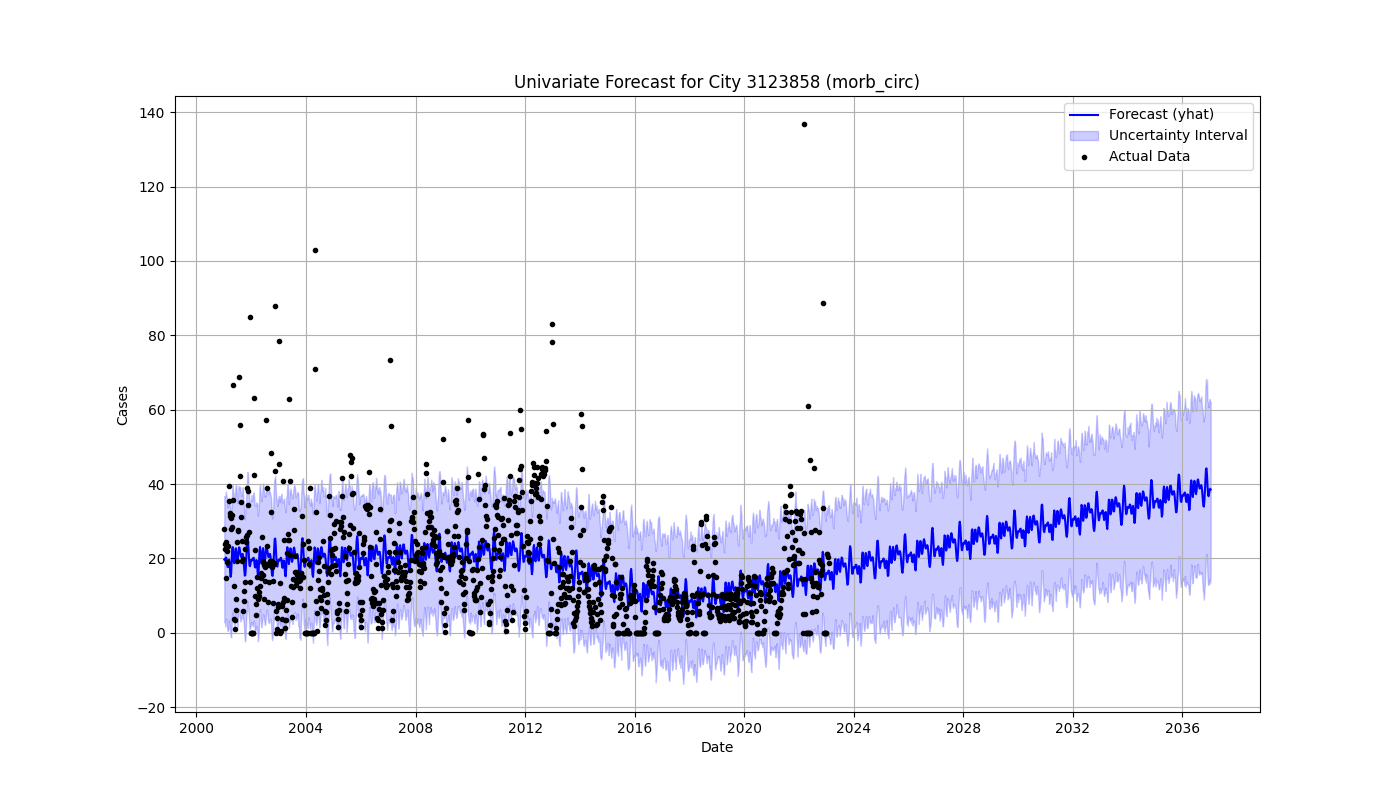 Univariate Forecast for City 3123858 (morb_circ)
Forecast (yhat)
Uncertainty Interval
Actual Data
Cases
140
120
100
80
60
40
20
0
−20
2000 2004 2008 2012 2016 2020 2024 2028 2032 2036
Date